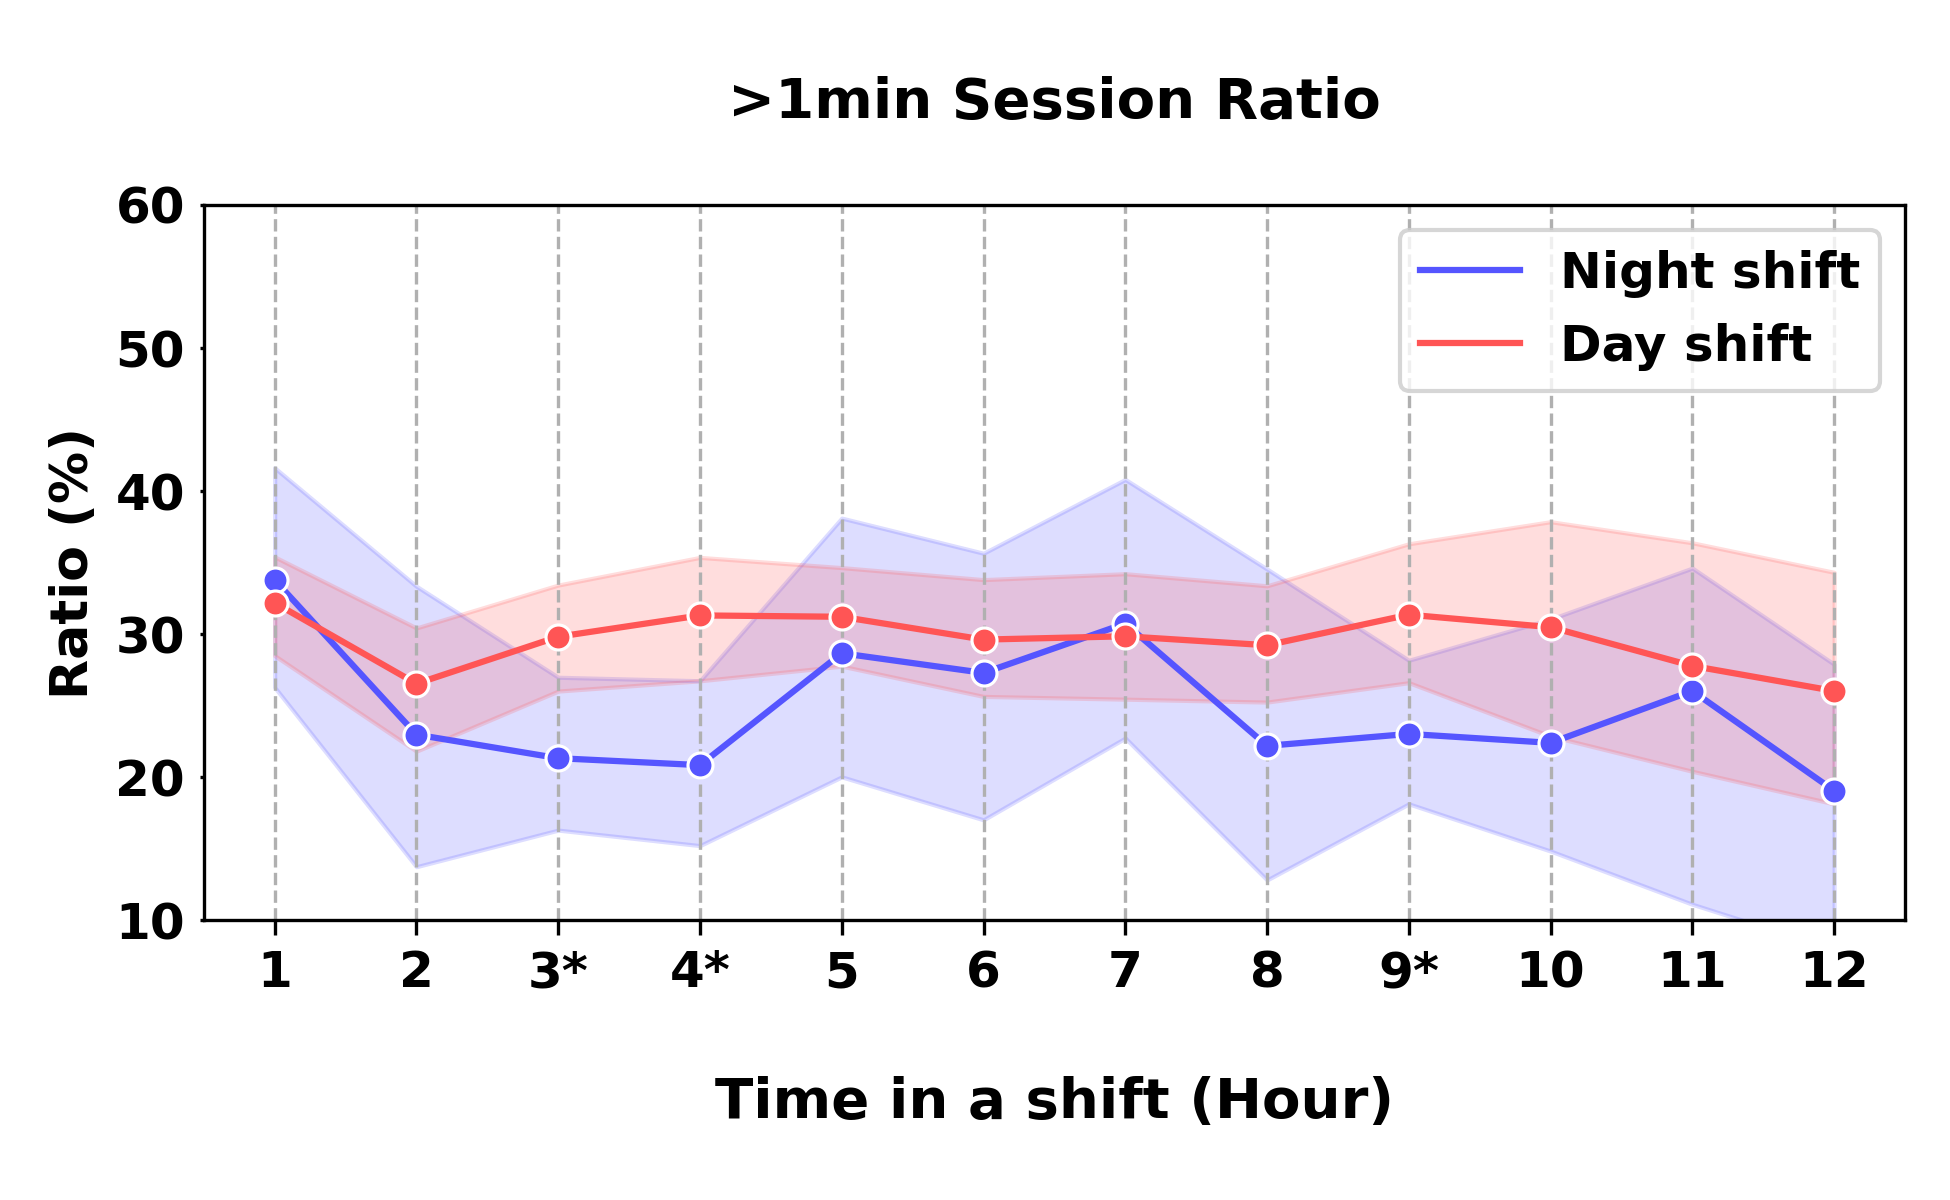 >1min Session Ratio
60
50
40
30
20
10
Ratio (%)
Night shift
Day shift
1 2 3* 4* 5 6 7 8 9* 10 11 12
Time in a shift (Hour)